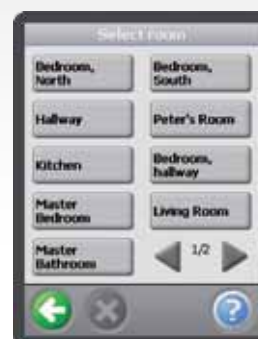 Select room
Bedroom,
North
Bedroom,
South
Hallway
Peter's Room
Kitchen
Bedroom,
hallway
Master
Bedroom
Living Room
Master
Bathroom
1/2
?